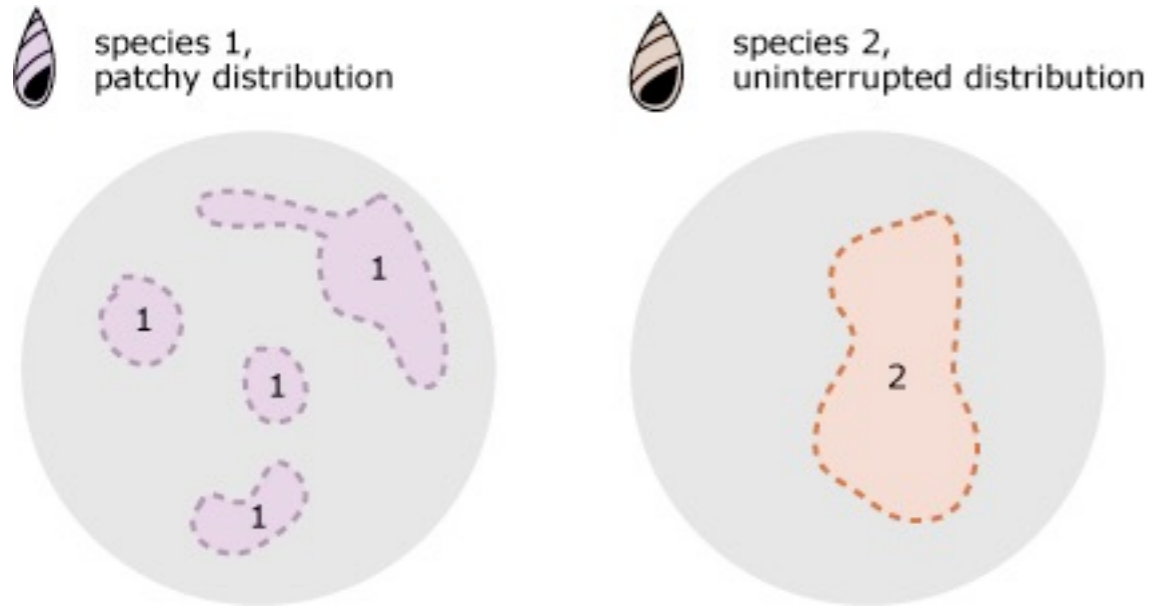 species 1,
patchy distribution
species 2,
uninterrupted distribution
1
1
1
1
2